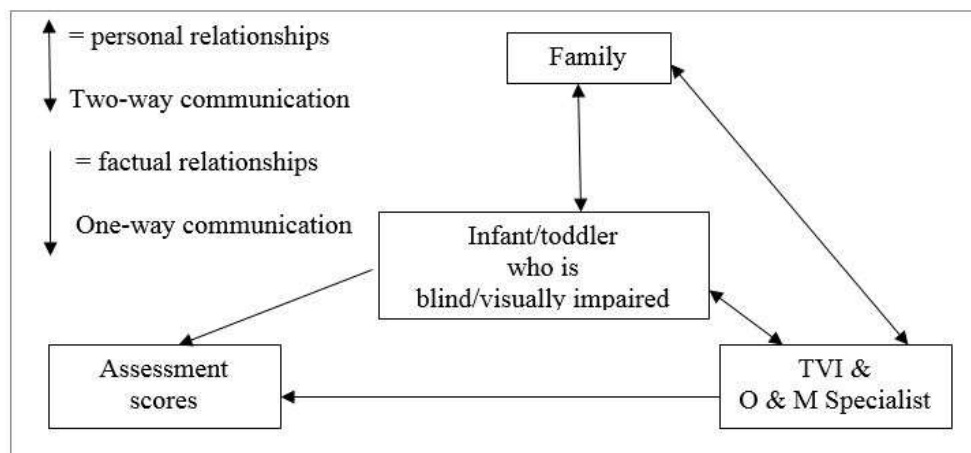 = personal relationships
Two-way communication
= factual relationships
One-way communication
Family
Infant/toddler
who is
blind/visually impaired
Assessment
scores
TVI &
O & M Specialist